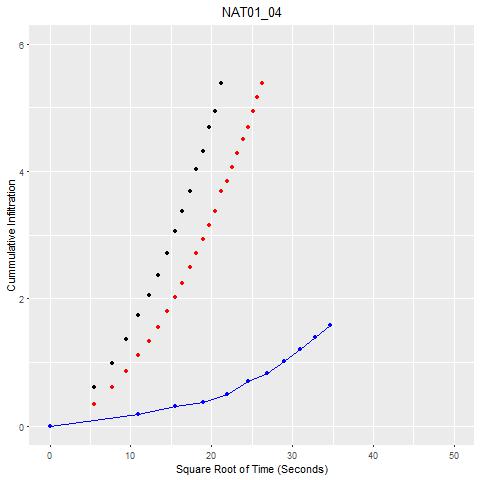 NAT01_04
6
4
2
0
Cummulative Infiltration
0 10 20 30 40 50
Square Root of Time (Seconds)